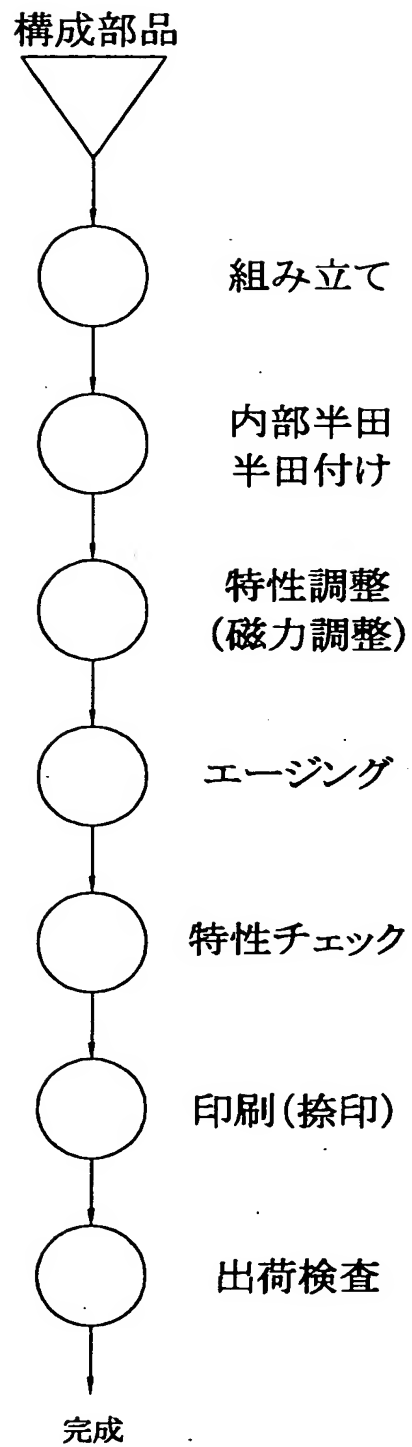 構成部品
組み立て
内部半田
半田付け
特性調整
(磁力調整)
エージング
特性チェック
印刷(捺印)
出荷検査
完成